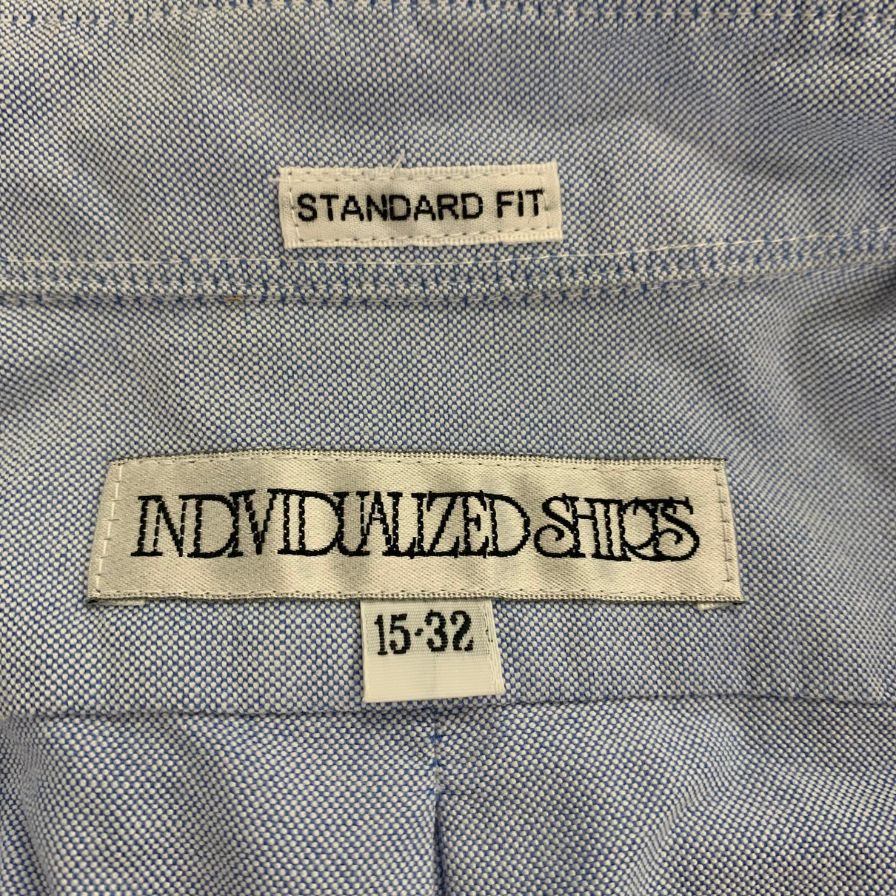 STANDARD FIT
INDIVIDUALIZED SHIRTS
15·32